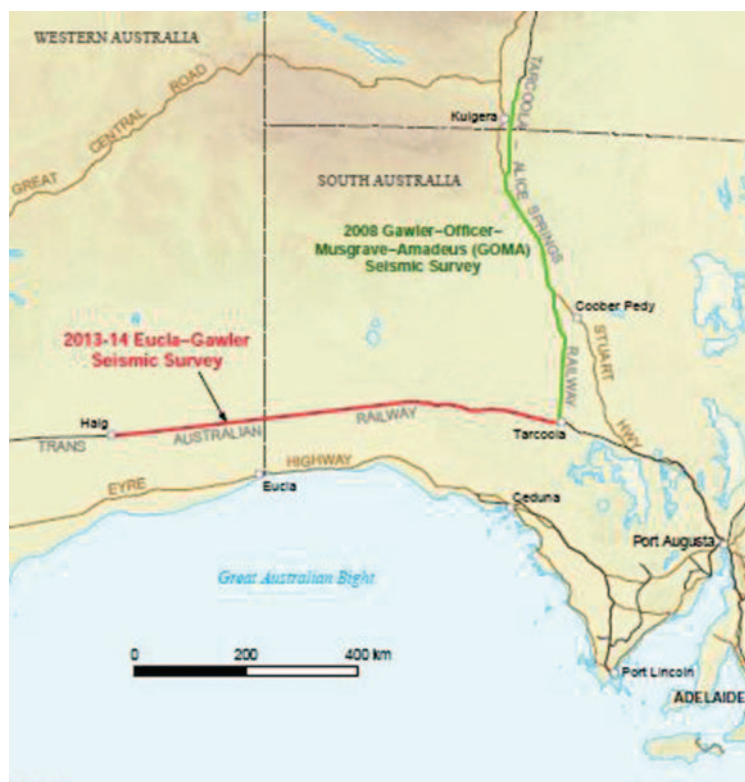 WESTERN AUSTRALIA
GREAT CENTRAL ROAD
Kulgera
TARCOOLA – ALICE SPRINGS
RAILWAY
SOUTH AUSTRALIA
2008 Gawler–Officer–
Musgrave–Amadeus (GOMA)
Seismic Survey
Coober Pedy
STUART
HWY
2013-14 Eucla–Gawler
Seismic Survey
Haig
TRANS
AUSTRALIAN
RAILWAY
Tarcoola
EYRE
HIGHWAY
Eucla
Ceduna
Port Augusta
Great Australian Bight
0
200
400 km
Port Lincoln
ADELAIDE